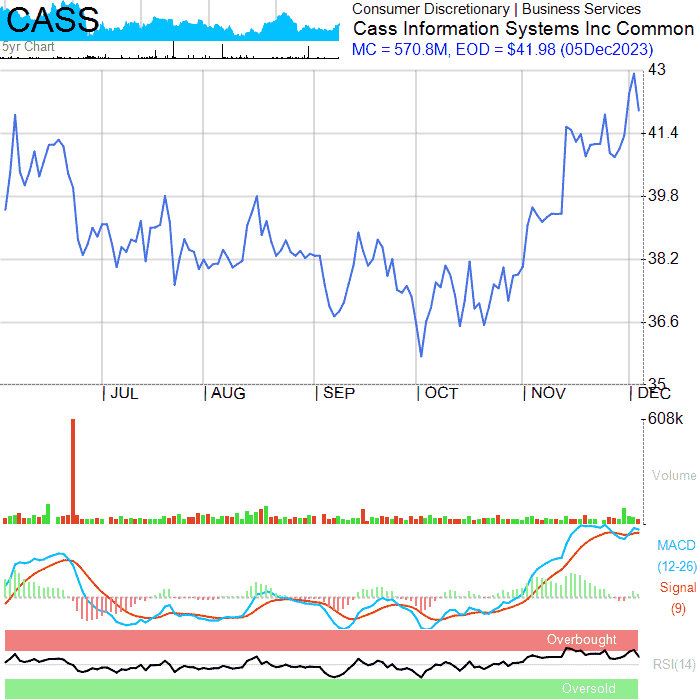 CASS
5yr Chart
Consumer Discretionary | Business Services
Cass Information Systems Inc Common
MC = 570.8M, EOD = $41.98 (05Dec2023)
43
41.4
39.8
38.2
36.6
35
JUL
AUG
SEP
OCT
NOV
DEC
608k
Volume
MACD
(12-26)
Signal
(9)
Overbought
RSI(14)
Oversold